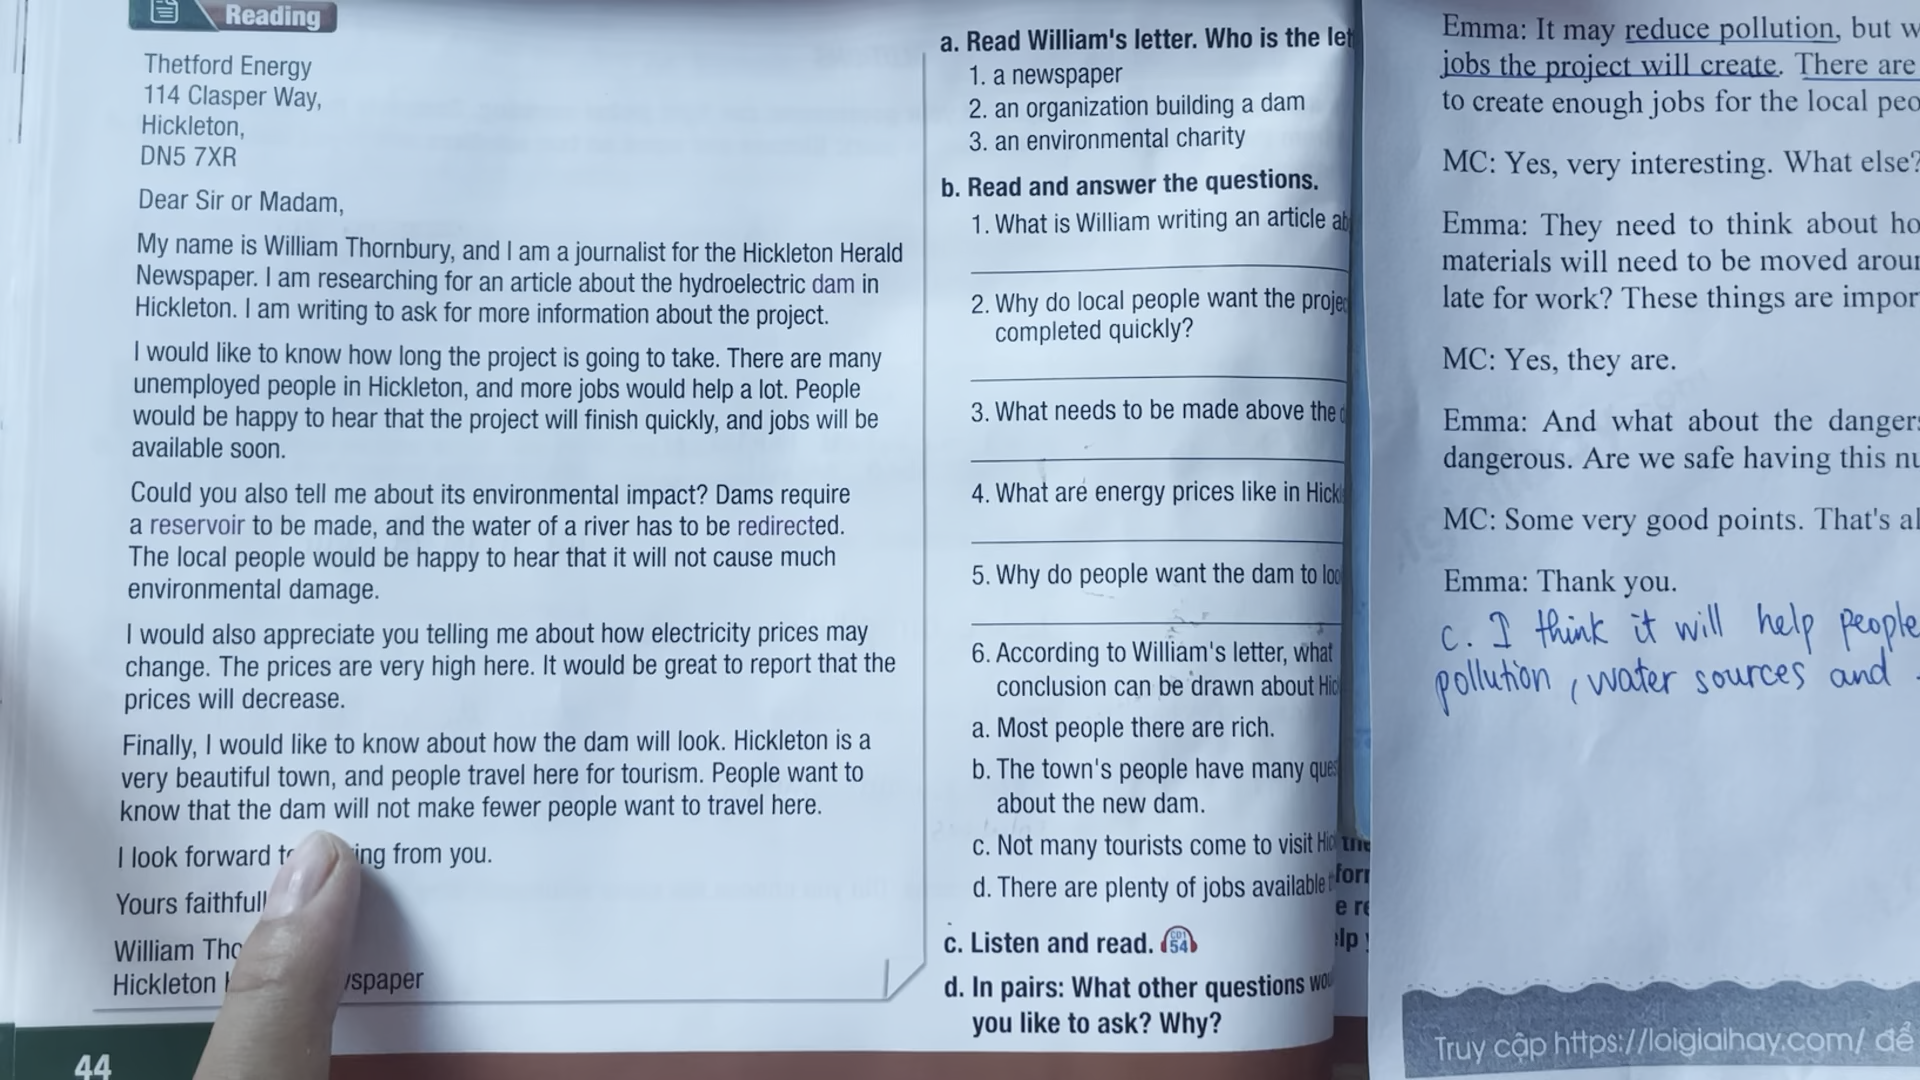 Reading
Thetford Energy
114 Clasper Way,
Hickleton,
DN5 7XR
Dear Sir or Madam,
My name is William Thornbury, and I am a journalist for the Hickleton Herald
Newspaper. I am researching for an article about the hydroelectric dam in
Hickleton. I am writing to ask for more information about the project.
I would like to know how long the project is going to take. There are many
unemployed people in Hickleton, and more jobs would help a lot. People
would be happy to hear that the project will finish quickly, and jobs will be
available soon.
Could you also tell me about its environmental impact? Dams require
a reservoir to be made, and the water of a river has to be redirected.
The local people would be happy to hear that it will not cause much
environmental damage.
I would also appreciate you telling me about how electricity prices may
change. The prices are very high here. It would be great to report that the
prices will decrease.
Finally, I would like to know about how the dam will look. Hickleton is a
very beautiful town, and people travel here for tourism. People want to
know that the dam will not make fewer people want to travel here.
I look forward from you.
Yours
William
Hickleton
44
a. Read William's letter. Who is the
1. a newspaper
2. an organization building a dam
3. an environmental charity
b. Read and answer the questions.
1. What is William writing an article
2. Why do local people want the
completed quickly?
3. What needs to be made above the
4. What are energy prices like in
5. Why do people want the dam to
6. According to William's letter, what
conclusion can be drawn about
a. Most people there are rich.
b. The town's people have many
about the new dam.
c. Not many tourists come to visit
d. There are plenty of jobs available
c. Listen and read. CD1 54
d. In pairs: What other questions
you like to ask? Why?
Emma: It may reduce pollution, but
jobs the project will create. There are
to create enough jobs for the local
MC: Yes, very interesting. What else?
Emma: They need to think about
materials will need to be moved
late for work? These things are
MC: Yes, they are.
Emma: And what about the
dangerous. Are we safe having this
MC: Some very good points. That's
Emma: Thank you.
c. I think it will help people
pollution, water sources and
Truy cập https://loigiaihay.com/ để